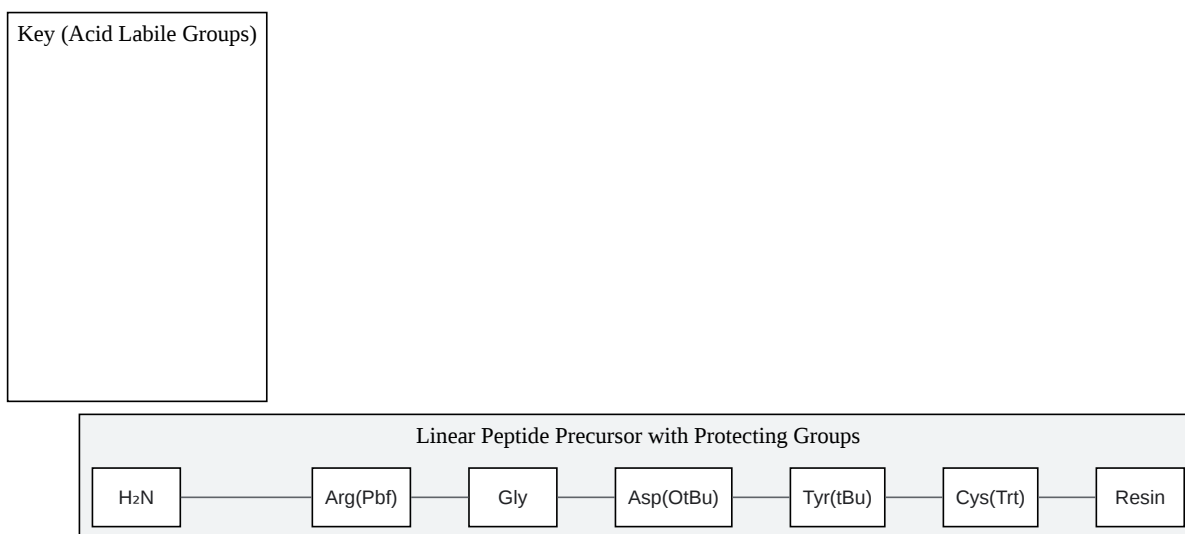 Key (Acid Labile Groups)
Linear Peptide Precursor with Protecting Groups
H₂N
Arg(Pbf)
Gly
Asp(OtBu)
Tyr(tBu)
Cys(Trt)
Resin